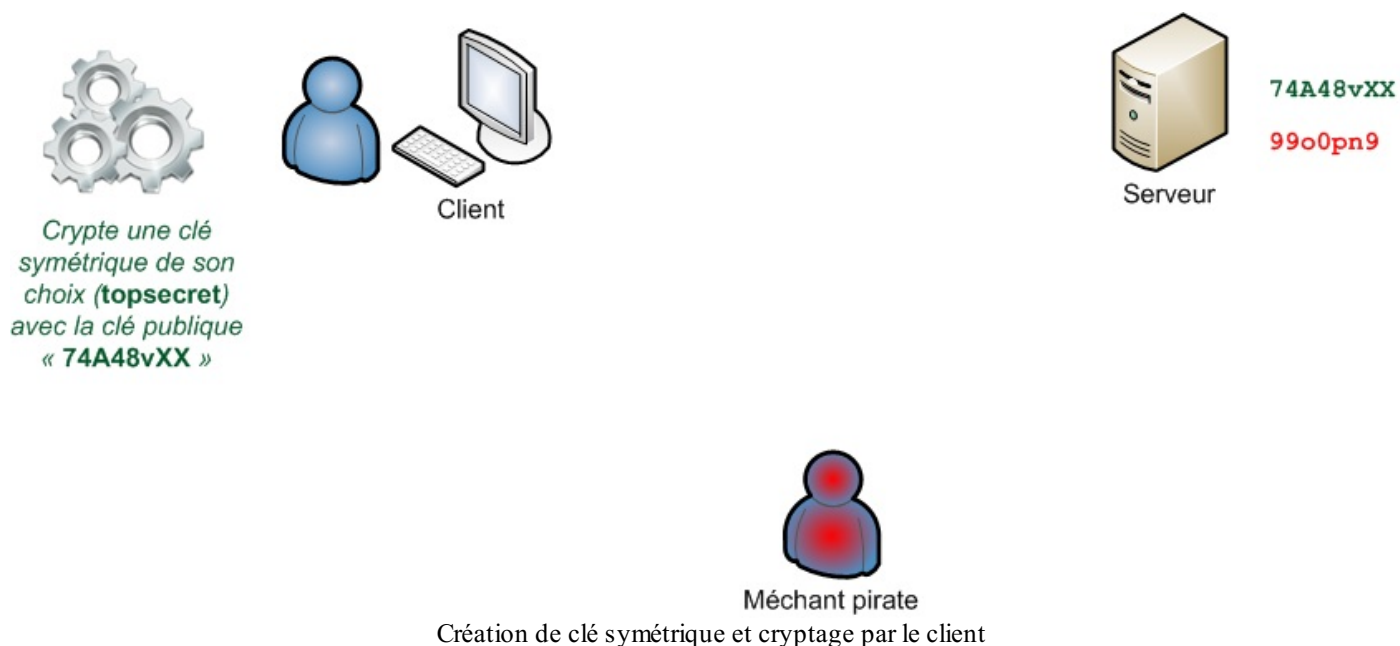 74A48vXX
99o0pn9
Client
Serveur
Crypte une clé
symétrique de son
choix (topsecret)
avec la clé publique
« 74A48vXX »
Méchant pirate
Création de clé symétrique et cryptage par le client